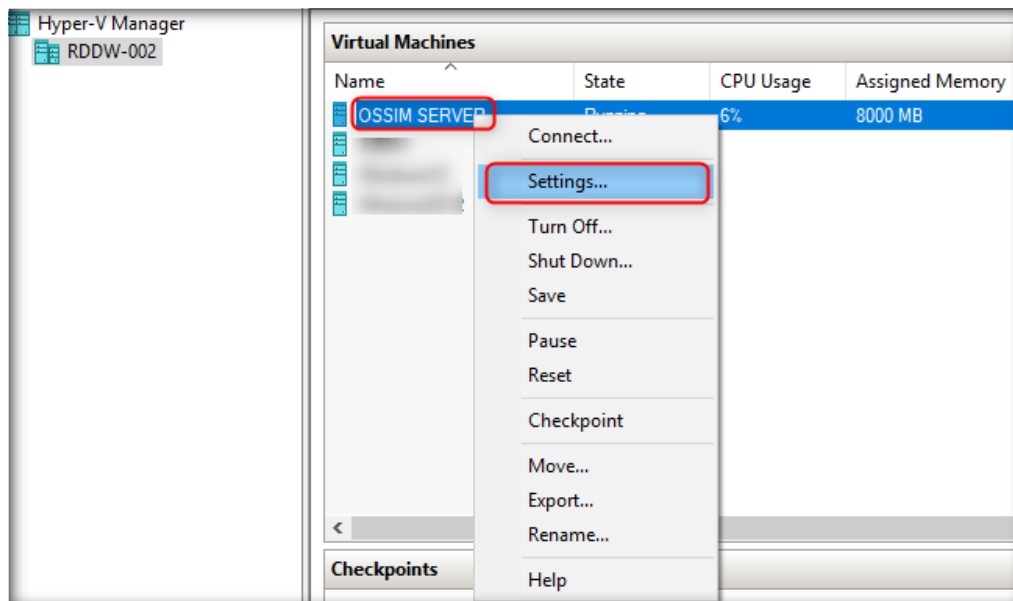 Hyper-V Manager
RDDW-002
Virtual Machines
Name State CPU Usage Assigned Memory
OSSIM SERVER Running 6% 8000 MB
Connect...
Settings...
Turn Off...
Shut Down...
Save
Pause
Reset
Checkpoint
Move...
Export...
Rename...
Checkpoints
Help